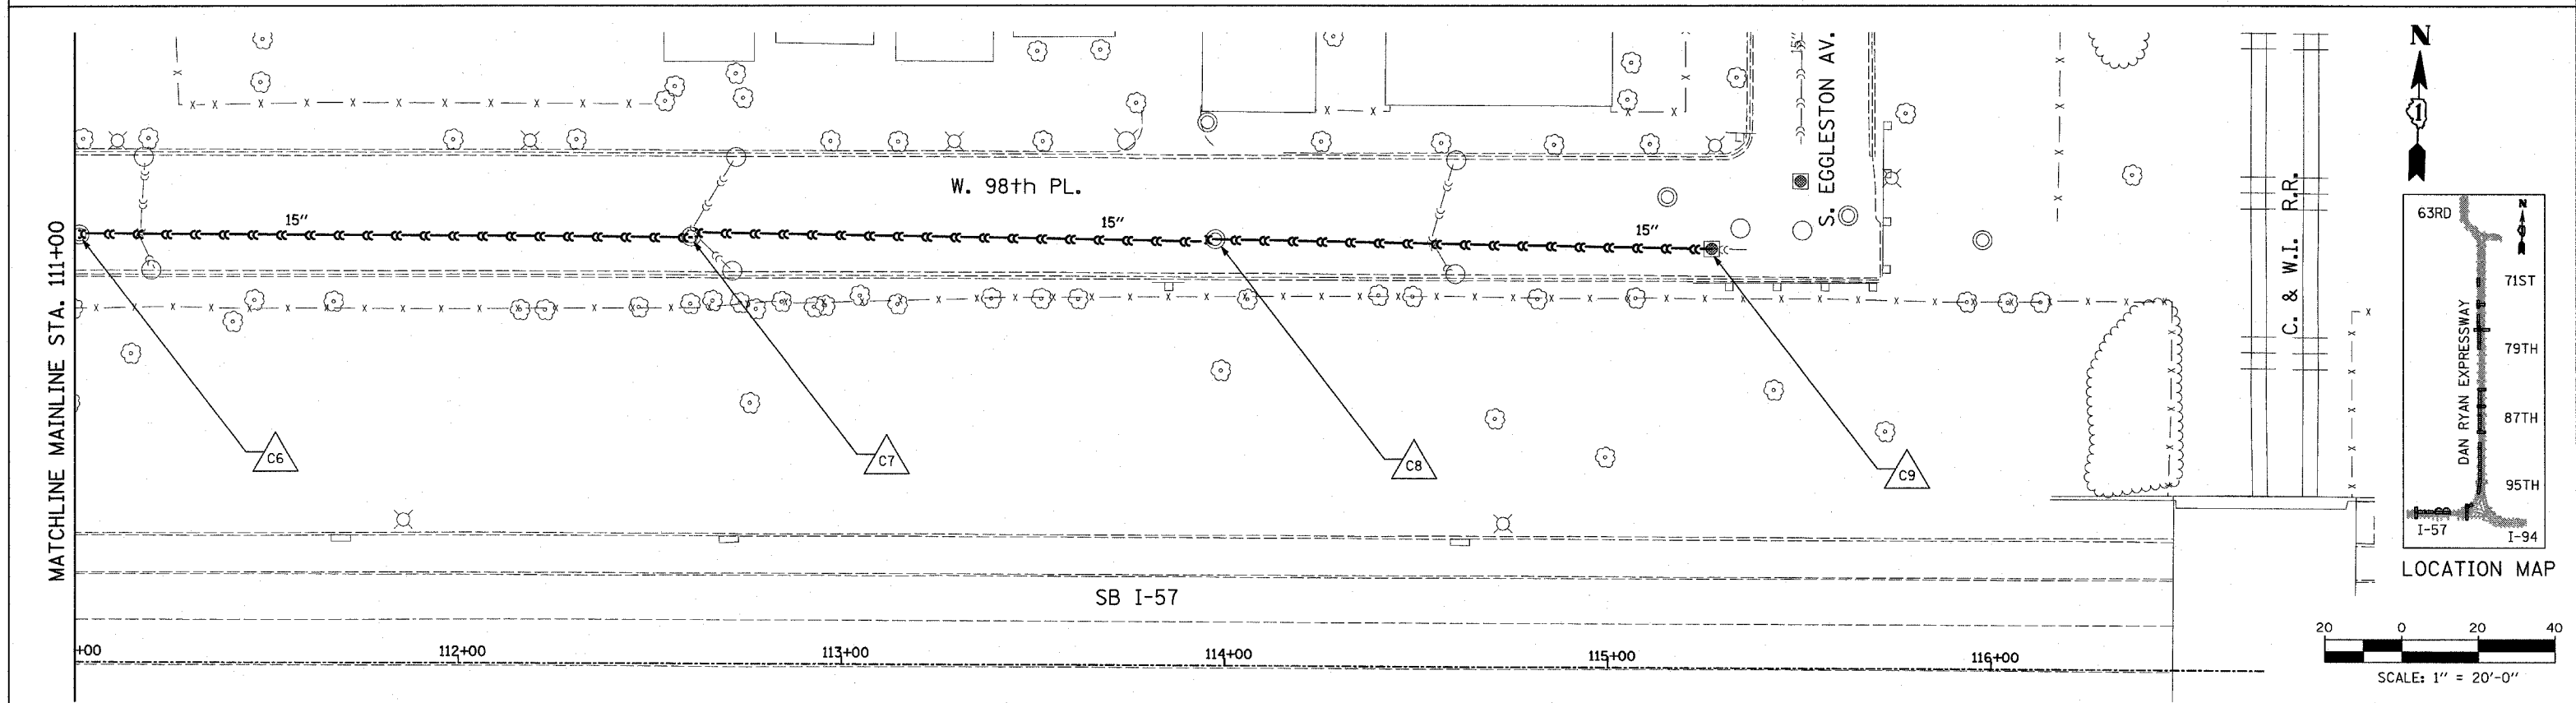 MATCHLINE MAINLINE STA. 111+00
15"
15"
15"
15"
W. 98th PL.
S. EGGLESTON AV.
C. & W.I. R.R.
C6
C7
C8
C9
SB I-57
+00
112+00
113+00
114+00
115+00
116+00
N
1
63RD
N
71ST
79TH
87TH
95TH
DAN RYAN EXPRESSWAY
I-57
I-94
LOCATION MAP
20
0
20
40
SCALE: 1" = 20'-0"